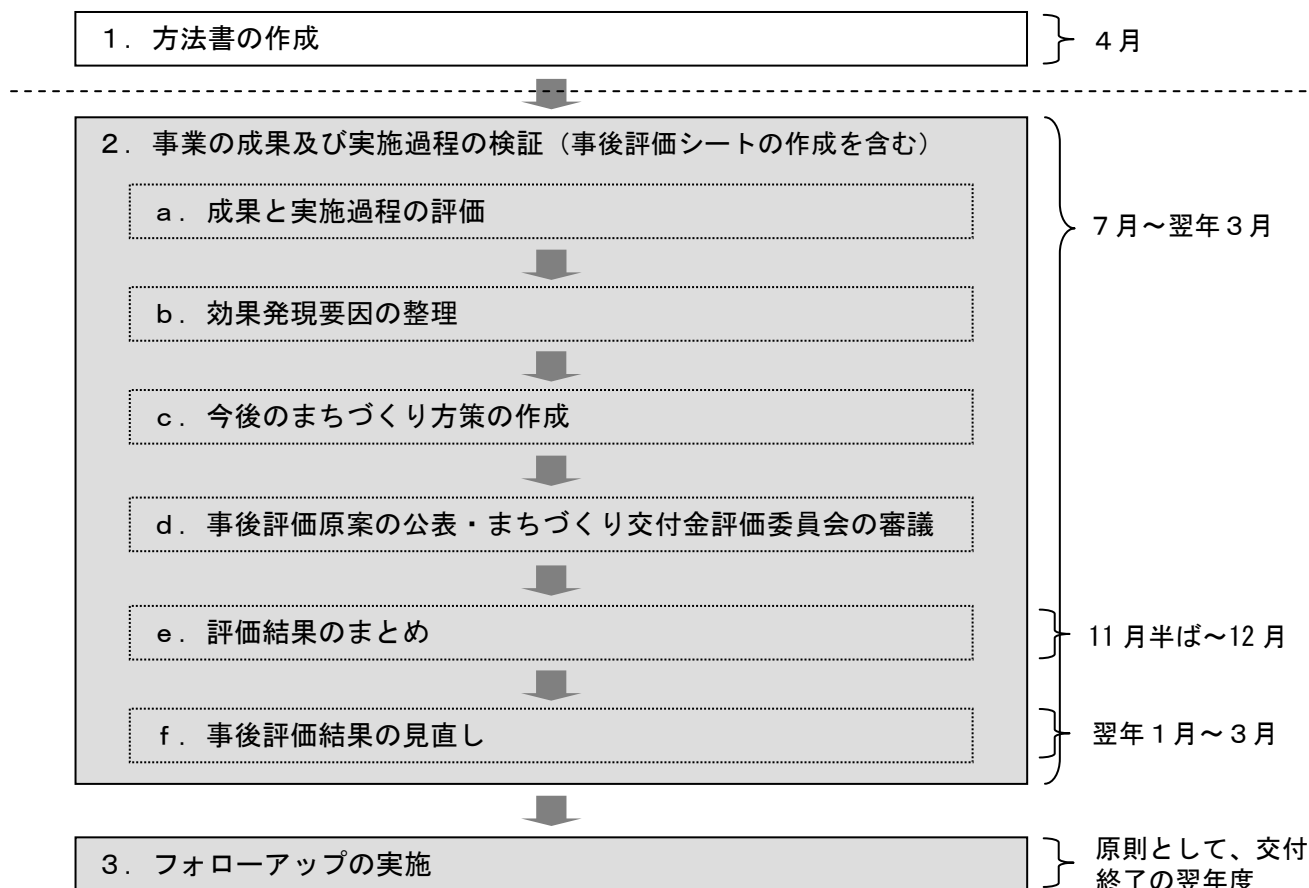 １．方法書の作成
４月
２．事業の成果及び実施過程の検証（事後評価シートの作成を含む）
ａ．成果と実施過程の評価
７月～翌年３月
ｂ．効果発現要因の整理
ｃ．今後のまちづくり方策の作成
ｄ．事後評価原案の公表・まちづくり交付金評価委員会の審議
ｅ．評価結果のまとめ
11月半ば～12月
ｆ．事後評価結果の見直し
翌年１月～３月
３．フォローアップの実施
原則として、交付
終了の翌年度